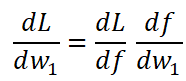 dL/dw₁ = dL/df df/dw₁